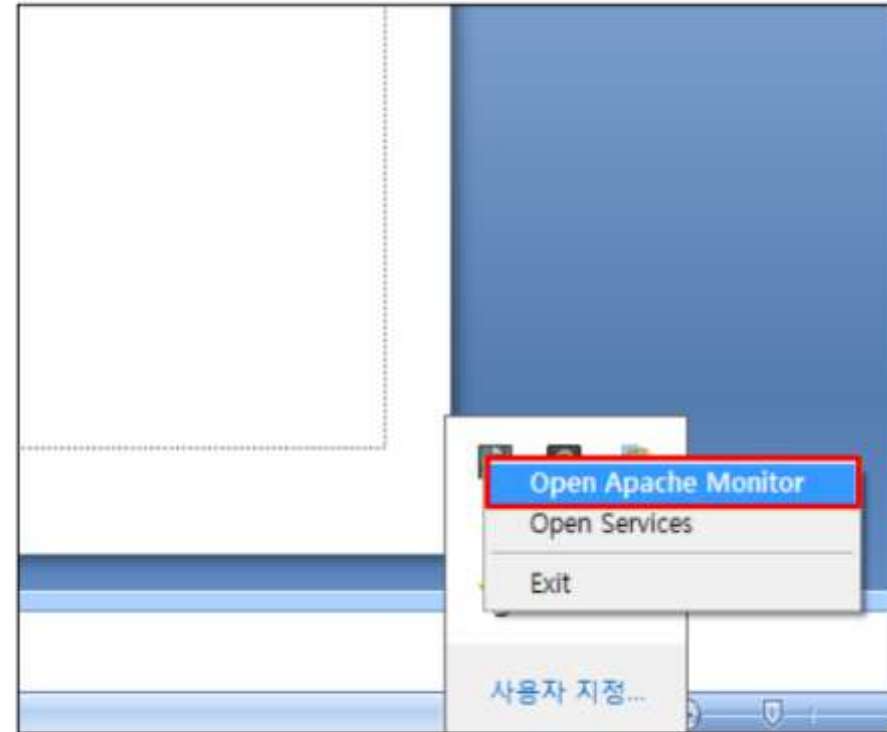 Open Apache Monitor
Open Services
Exit
사용자 지정...